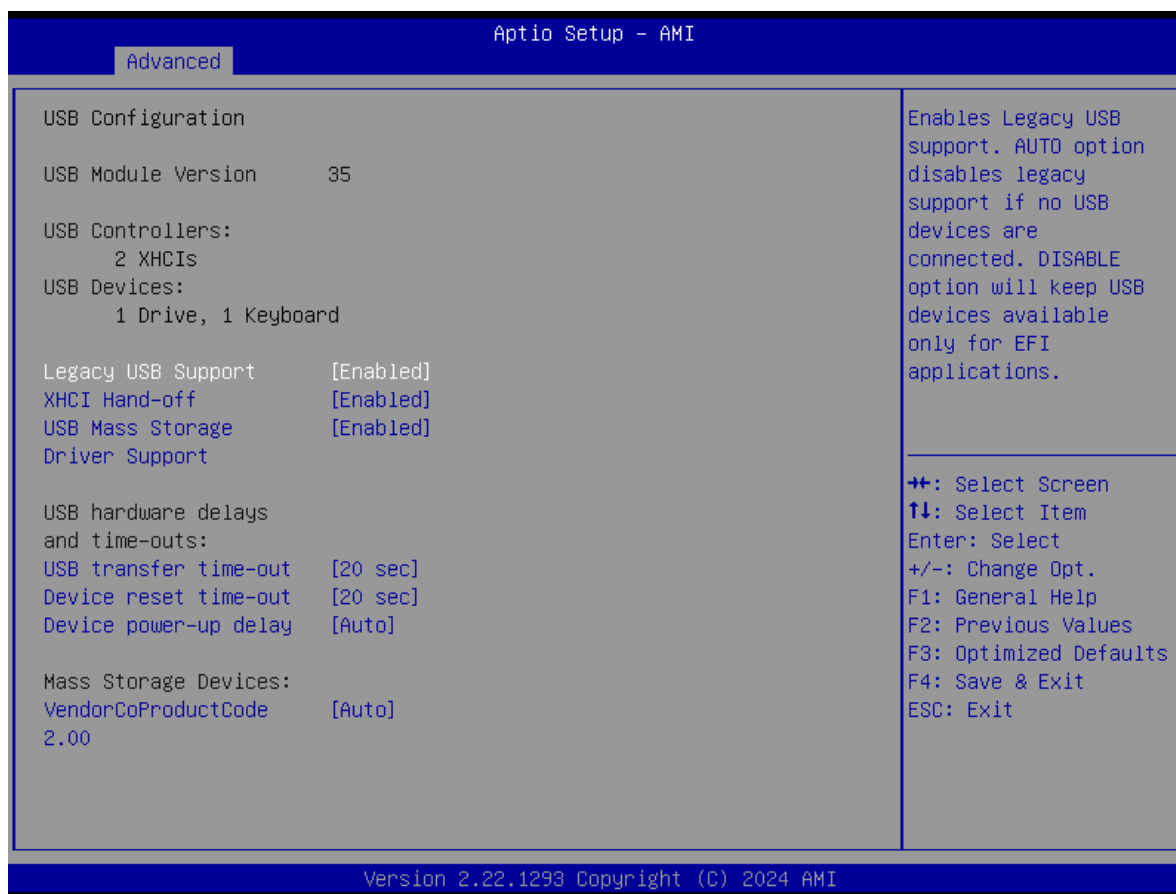 Aptio Setup – AMI
Advanced
USB Configuration
USB Module Version 35
USB Controllers:
2 XHCIs
USB Devices:
1 Drive, 1 Keyboard
Legacy USB Support [Enabled]
XHCI Hand-off [Enabled]
USB Mass Storage [Enabled]
Driver Support
USB hardware delays
and time-outs:
USB transfer time-out [20 sec]
Device reset time-out [20 sec]
Device power-up delay [Auto]
Mass Storage Devices:
VendorCoProductCode [Auto]
2.00
Enables Legacy USB
support. AUTO option
disables legacy
support if no USB
devices are
connected. DISABLE
option will keep USB
devices available
only for EFI
applications.
→←: Select Screen
↑↓: Select Item
Enter: Select
+/-: Change Opt.
F1: General Help
F2: Previous Values
F3: Optimized Defaults
F4: Save & Exit
ESC: Exit
Version 2.22.1293 Copyright (C) 2024 AMI